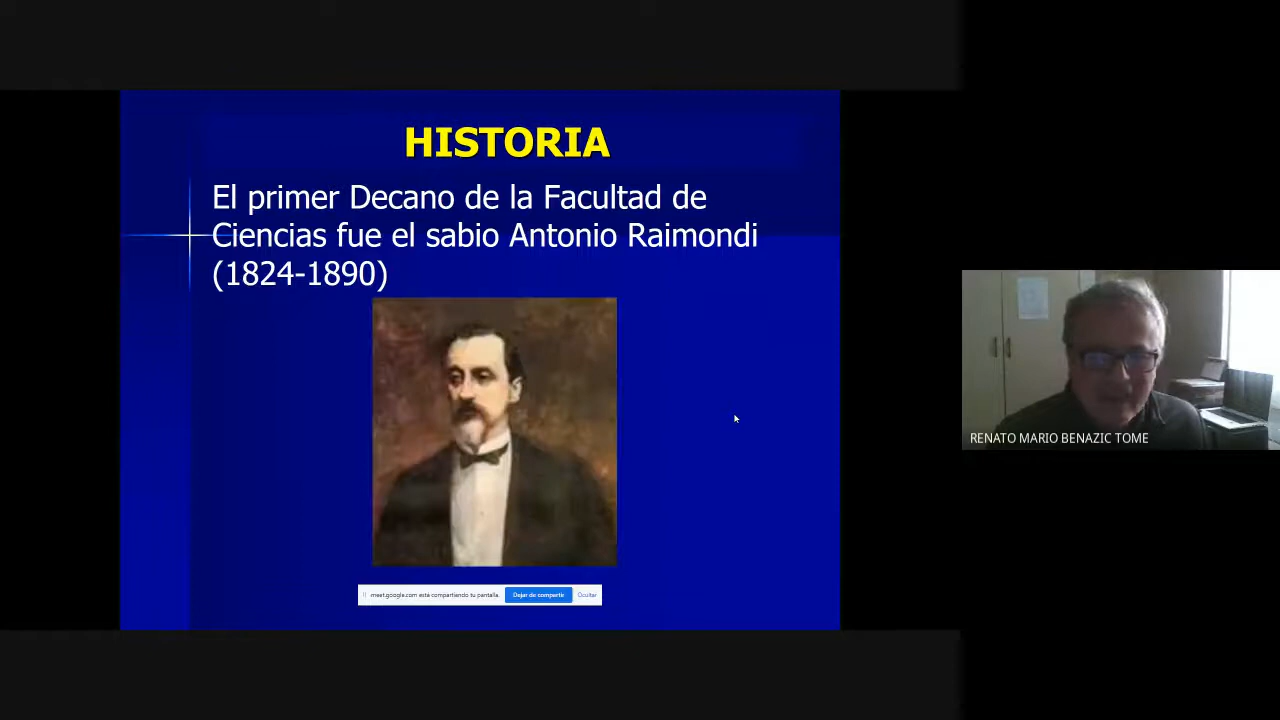 HISTORIA
El primer Decano de la Facultad de
Ciencias fue el sabio Antonio Raimondi
(1824-1890)
meet.google.com está compartiendo tu pantalla. Dejar de compartir Ocultar
RENATO MARIO BENAZIC TOME